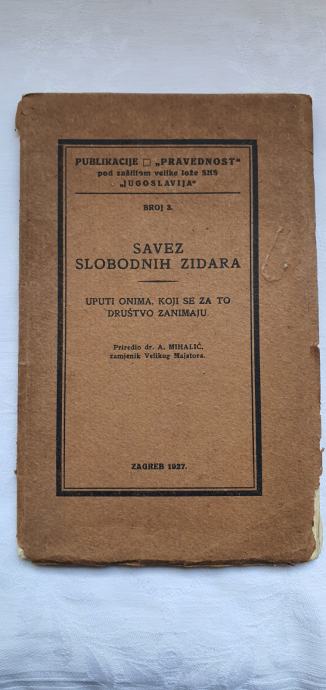 PUBLIKACIJE □ „PRAVEDNOST“
pod zaštitom velike lože SHS
„JUGOSLAVIJA“
BROJ 3.
SAVEZ
SLOBODNIH ZIDARA
UPUTI ONIMA, KOJI SE ZA TO
DRUŠTVO ZANIMAJU
Priredio dr. A. MIHALIĆ,
zamjenik Velikog Majstora.
ZAGREB 1927.